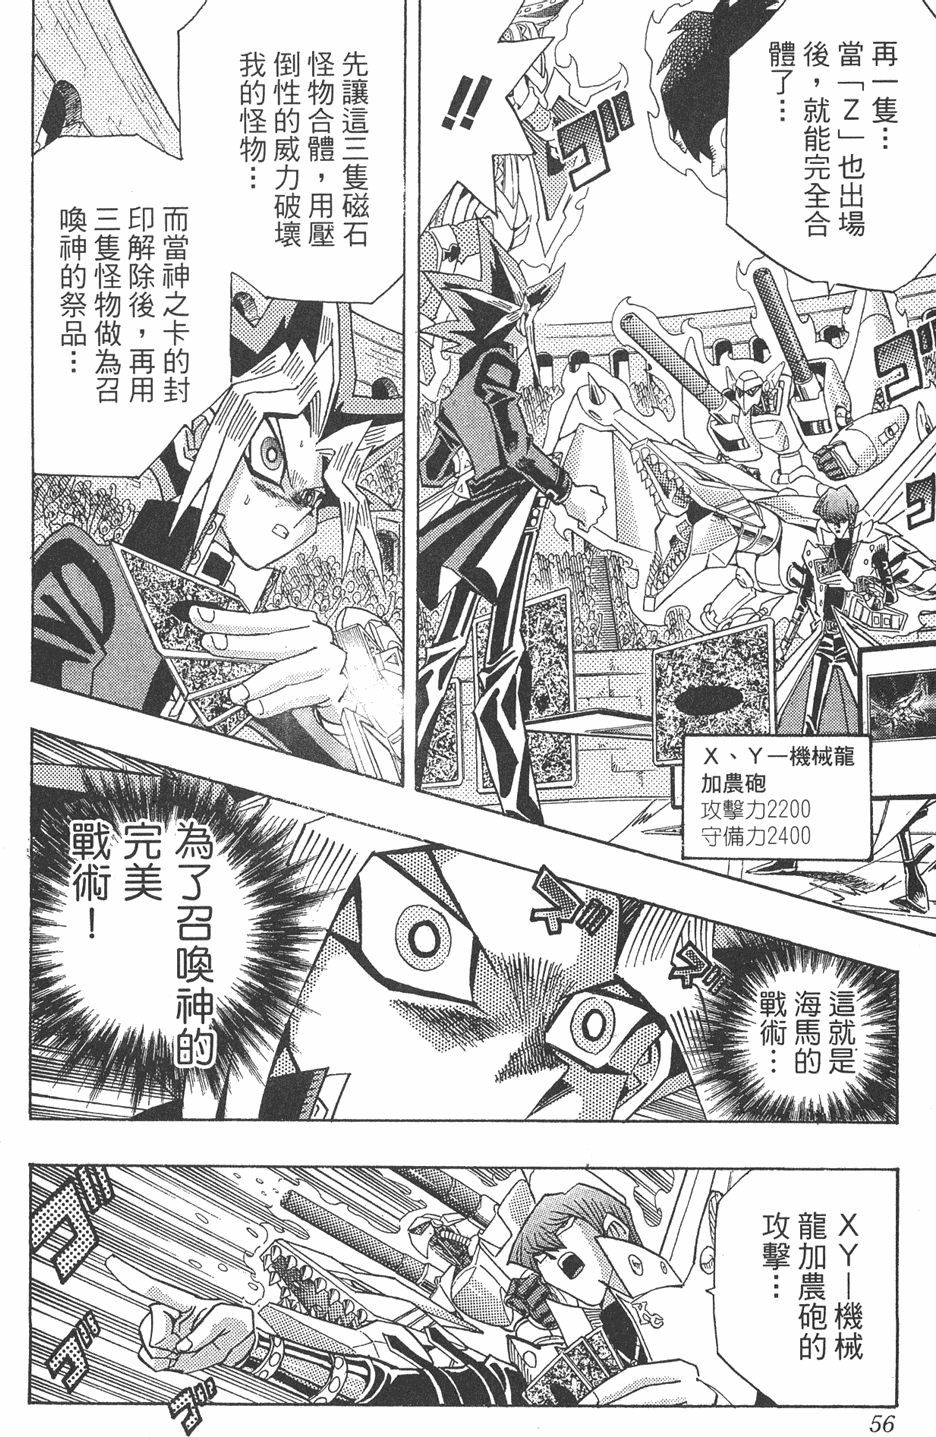 再一隻…
當「Z」也出場
後，就能完全合
體了…
!!
ゴゴ
X、Y—機械龍
加農砲
攻擊力2200
守備力2400
先讓這三隻磁石
怪物合體，用壓
倒性的威力破壞
我的怪物…
而當神之卡的封
印解除後，再用
三隻怪物做為召
喚神的祭品…
這就是
海馬的
戰術…
為了召喚神的
完美
戰術！
XY—機械
龍加農砲的
攻擊…
56